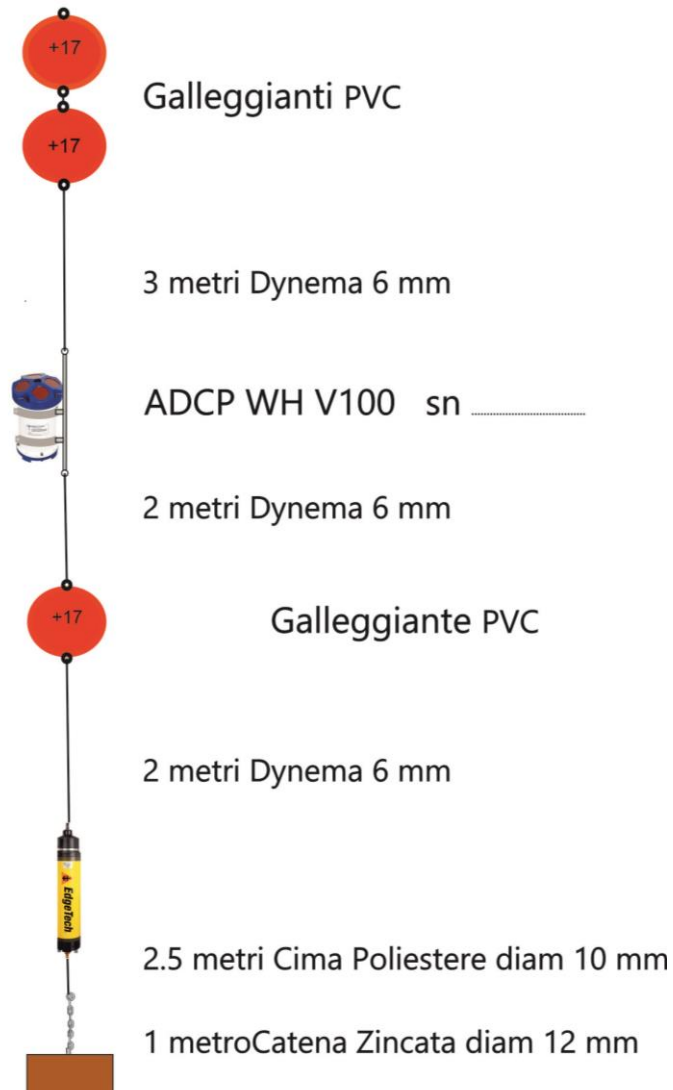 +17
Galleggianti PVC
+17
3 metri Dynema 6 mm
ADCP WH V100 sn ......................
2 metri Dynema 6 mm
+17
Galleggiante PVC
2 metri Dynema 6 mm
EdgeTech
2.5 metri Cima Poliestere diam 10 mm
1 metroCatena Zincata diam 12 mm